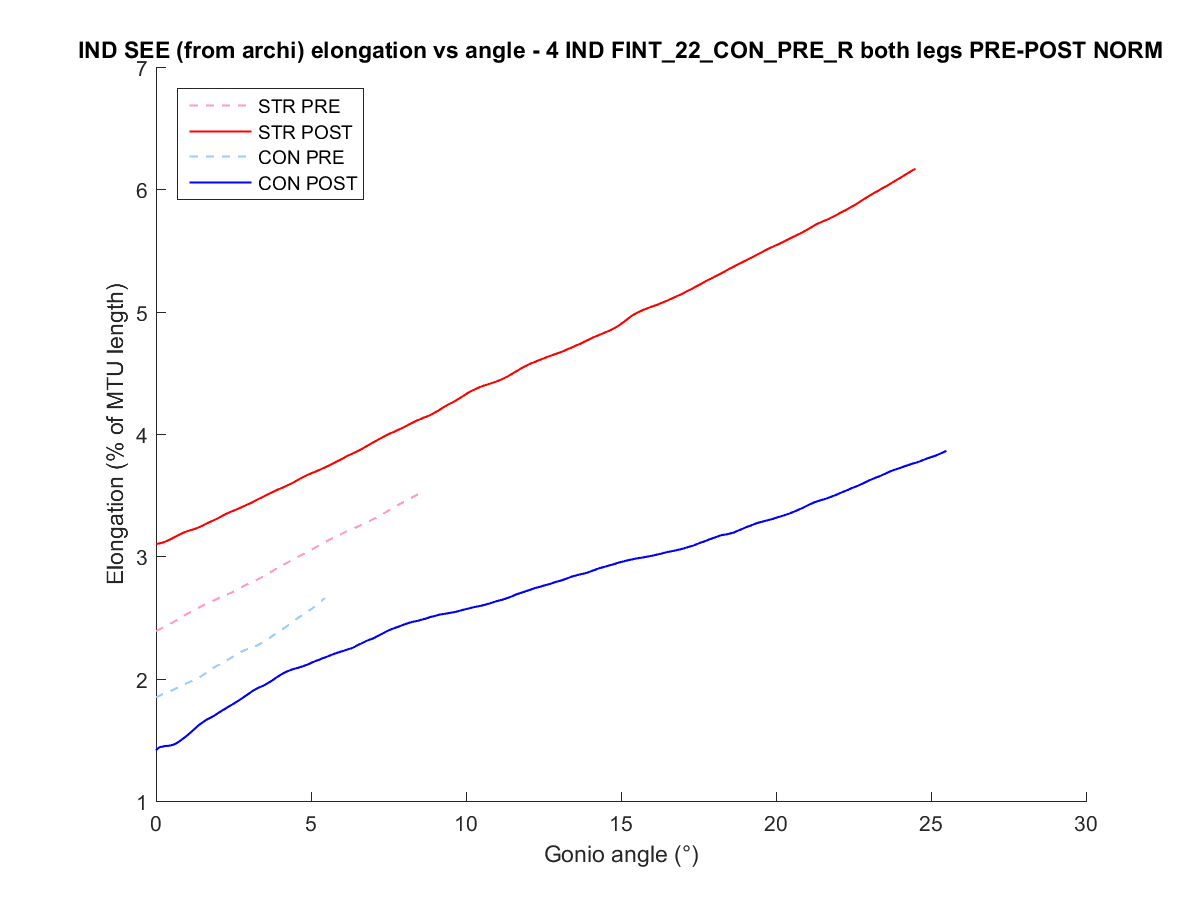 IND SEE (from archi) elongation vs angle - 4 IND FINT_22_CON_PRE_R both legs PRE-POST NORM
7
6
5
4
3
2
1
Elongation (% of MTU length)
STR PRE
STR POST
CON PRE
CON POST
0 5 10 15 20 25 30
Gonio angle (°)